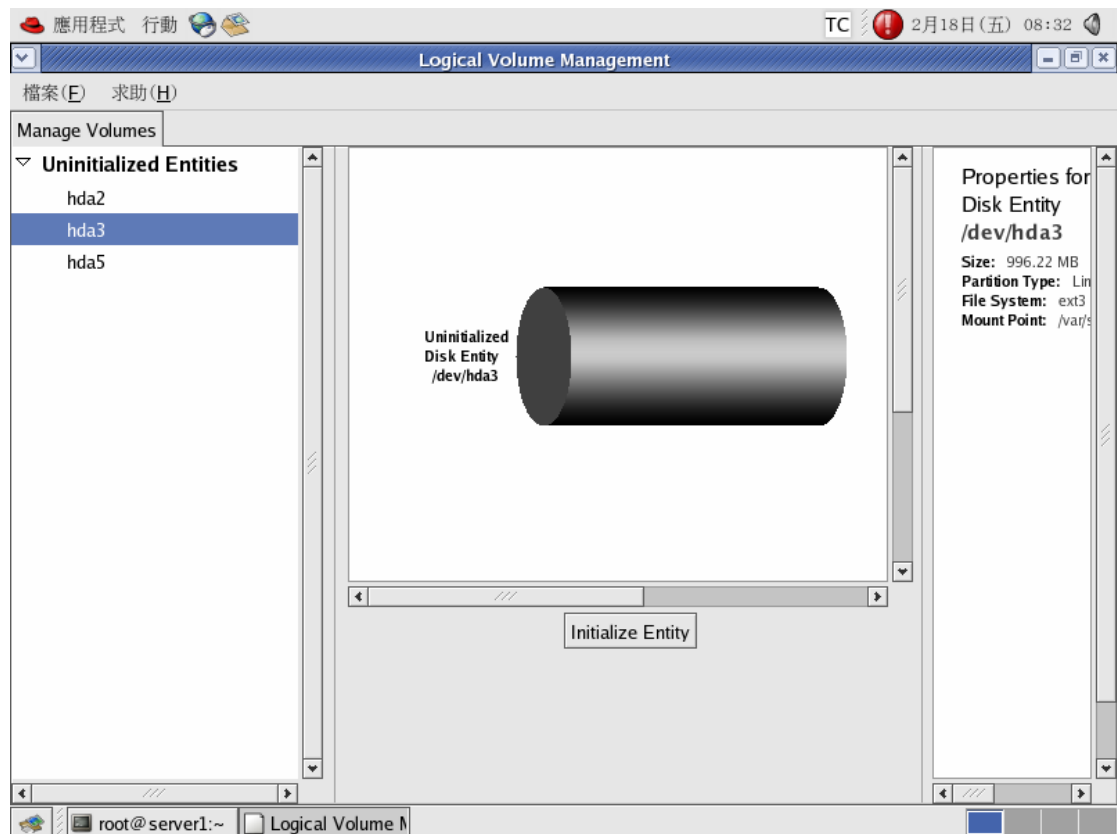 應用程式 行動 TC 2月18日(五) 08:32
Logical Volume Management
檔案(F) 求助(H)
Manage Volumes
Uninitialized Entities
hda2
hda3
hda5
Uninitialized
Disk Entity
/dev/hda3
Initialize Entity
Properties for
Disk Entity
/dev/hda3
Size: 996.22 MB
Partition Type: Lin
File System: ext3
Mount Point: /var/s
root@server1:~ Logical Volume M